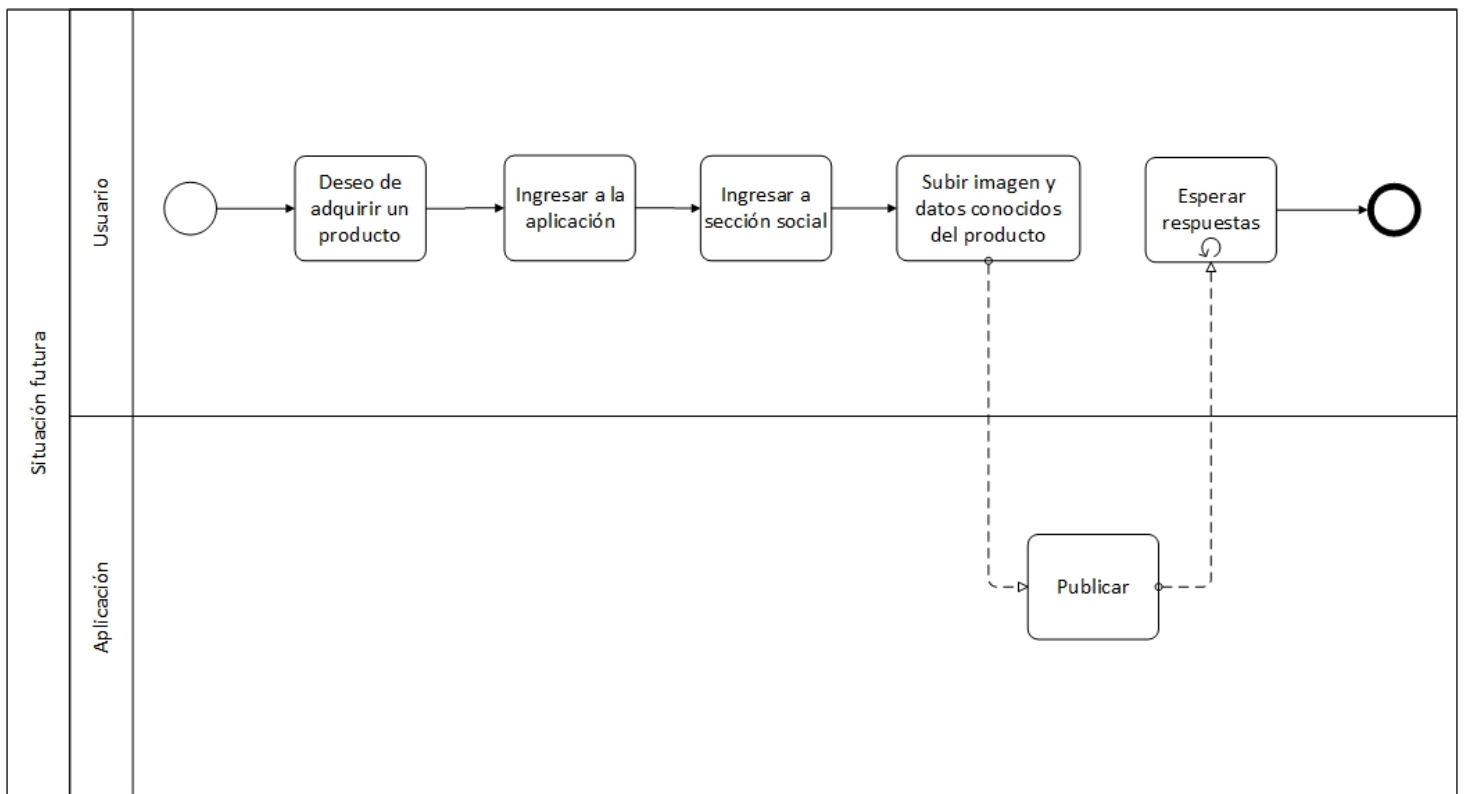 Situación futura
Usuario
Deseo de
adquirir un
producto
Ingresar a la
aplicación
Ingresar a
sección social
Subir imagen y
datos conocidos
del producto
Esperar
respuestas
Aplicación
Publicar